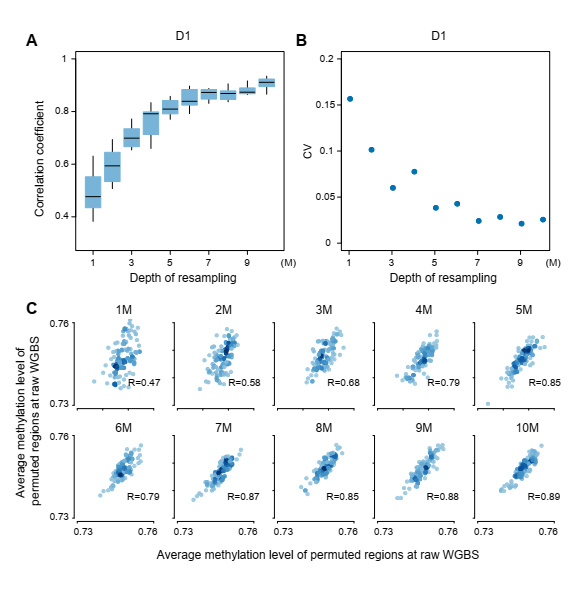 A
D1
B
D1
Correlation coefficient
1
0.8
0.6
0.4
1 3 5 7 9 (M)
Depth of resampling
CV
0.2
0.15
0.1
0.05
0
1 3 5 7 9 (M)
Depth of resampling
C
1M 2M 3M 4M 5M
Average methylation level of
permuted regions at raw WGBS
0.76
R=0.47 R=0.58 R=0.68 R=0.79 R=0.85
0.73
6M 7M 8M 9M 10M
0.76
R=0.79 R=0.87 R=0.85 R=0.88 R=0.89
0.73
0.73 0.76 0.73 0.76 0.73 0.76 0.73 0.76 0.73 0.76
Average methylation level of permuted regions at raw WGBS